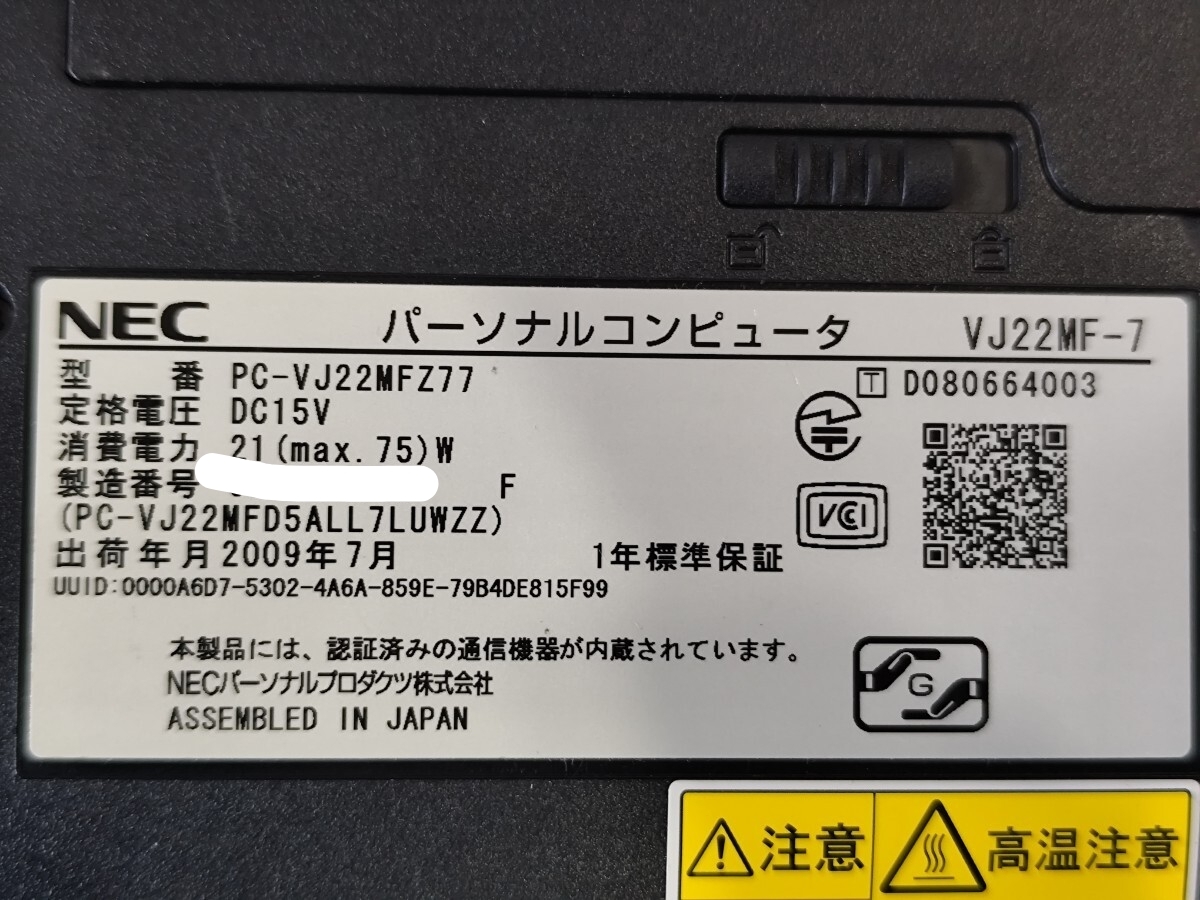 NEC パーソナルコンピュータ VJ22MF-7
型番 PC-VJ22MFZ77
T D080664003
定格電圧 DC15V
消費電力 21(max.75)W
製造番号 F
VCI
(PC-VJ22MFD5ALL7LUWZZ)
出荷年月 2009年7月 1年標準保証
UUID:0000A6D7-5302-4A6A-859E-79B4DE815F99
本製品には、認証済みの通信機器が内蔵されています。
NECパーソナルプロダクツ株式会社
G
ASSEMBLED IN JAPAN
注意 高温注意